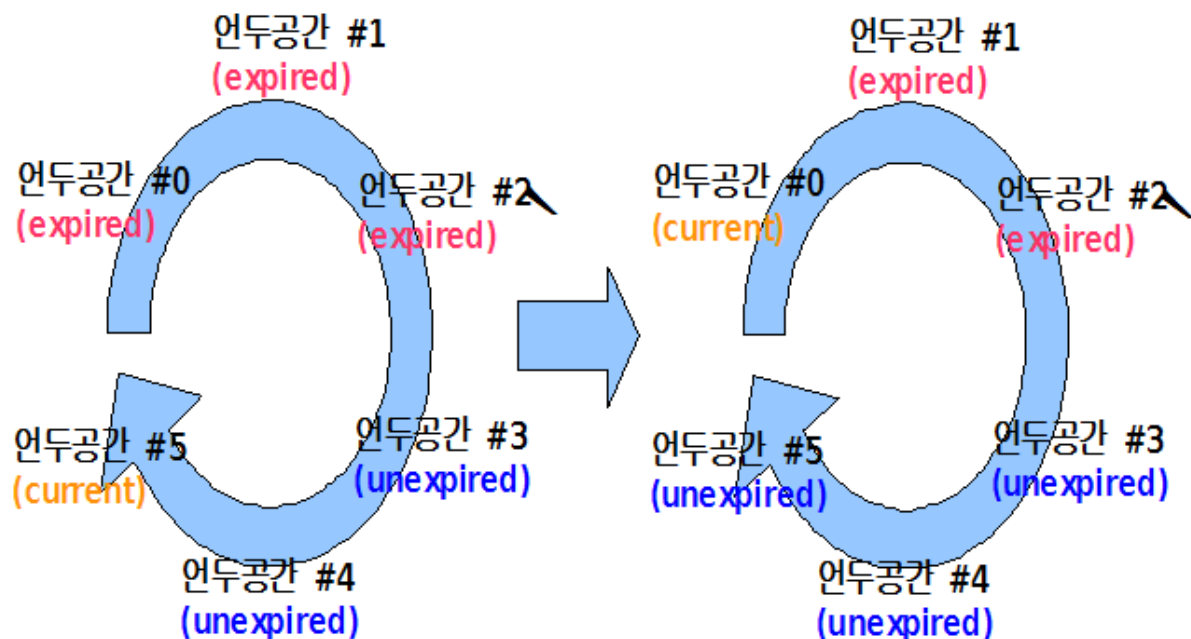 언두공간 #1
(expired)
언두공간 #0
(expired)
언두공간 #2
(expired)
언두공간 #5
(current)
언두공간 #3
(unexpired)
언두공간 #4
(unexpired)
언두공간 #1
(expired)
언두공간 #0
(current)
언두공간 #2
(expired)
언두공간 #5
(unexpired)
언두공간 #3
(unexpired)
언두공간 #4
(unexpired)